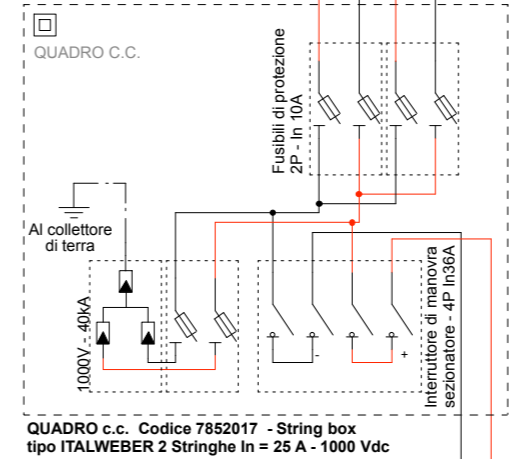 QUADRO C.C.
Fusibili di protezione
2P - In 10A
Al collettore
di terra
1000V - 40kA
Interruttore di manovra
sezionatore - 4P In36A
-
+
QUADRO c.c. Codice 7852017 - String box
tipo ITALWEBER 2 Stringhe In = 25 A - 1000 Vdc